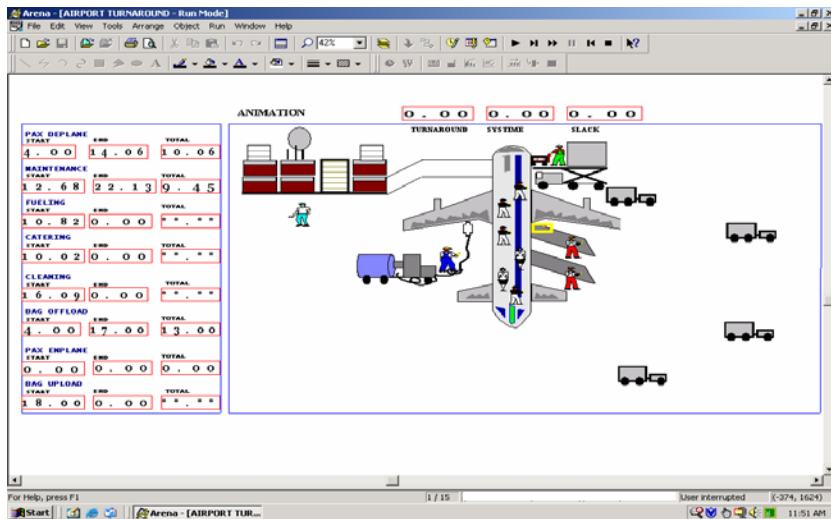 Arena - [AIRPORT TURNAROUND - Run Mode]
File Edit View Tools Arrange Object Run Window Help
42%
ANIMATION
0.00 0.00 0.00
TURNAROUND SYSTIME SLACK
PAX DEPLANE
START END TOTAL
4.00 14.06 10.06
MAINTENANCE
START END TOTAL
12.68 22.13 9.45
FUELING
START END TOTAL
10.82 0.00 **.**
CATERING
START END TOTAL
10.02 0.00 **.**
CLEANING
START END TOTAL
16.09 0.00 **.**
BAG OFFLOAD
START END TOTAL
4.00 17.00 13.00
PAX ENPLANE
START END TOTAL
0.00 0.00 0.00
BAG UPLOAD
START END TOTAL
18.00 0.00 **.**
For Help, press F1 1 / 15 User interrupted (-374, 1624)
Start Arena - [AIRPORT TUR... 11:51 AM